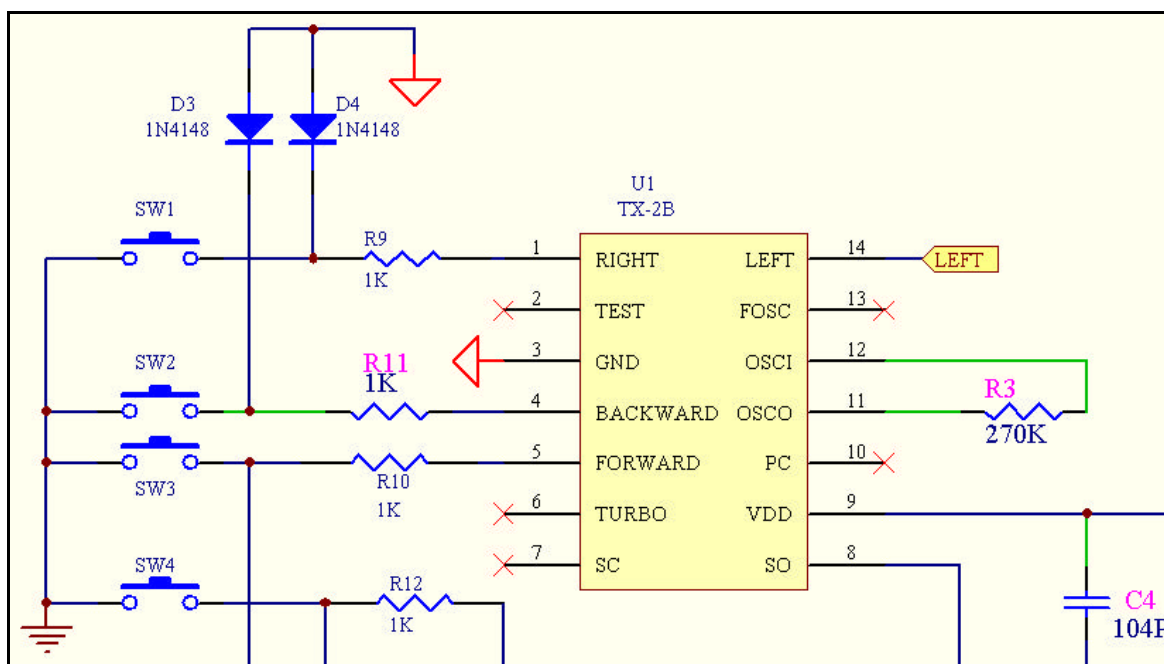 D3
1N4148
D4
1N4148
U1
TX-2B
SW1
R9
1K
1
RIGHT
LEFT
14
LEFT
2
TEST
FOSC
13
3
GND
OSCI
12
SW2
R11
1K
4
BACKWARD
OSCO
11
R3
270K
SW3
R10
1K
5
FORWARD
PC
10
6
TURBO
VDD
9
7
SC
SO
8
SW4
R12
1K
C4
104P